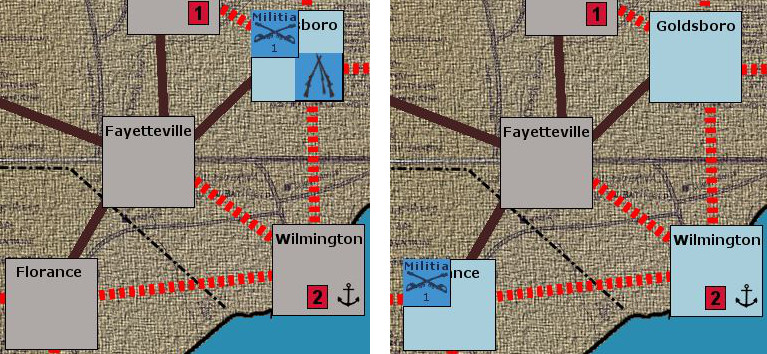 1
Militia
1
sboro
Fayetteville
Wilmington
2
Florance
1
Goldsboro
Fayetteville
Wilmington
2
Militia
1
nce